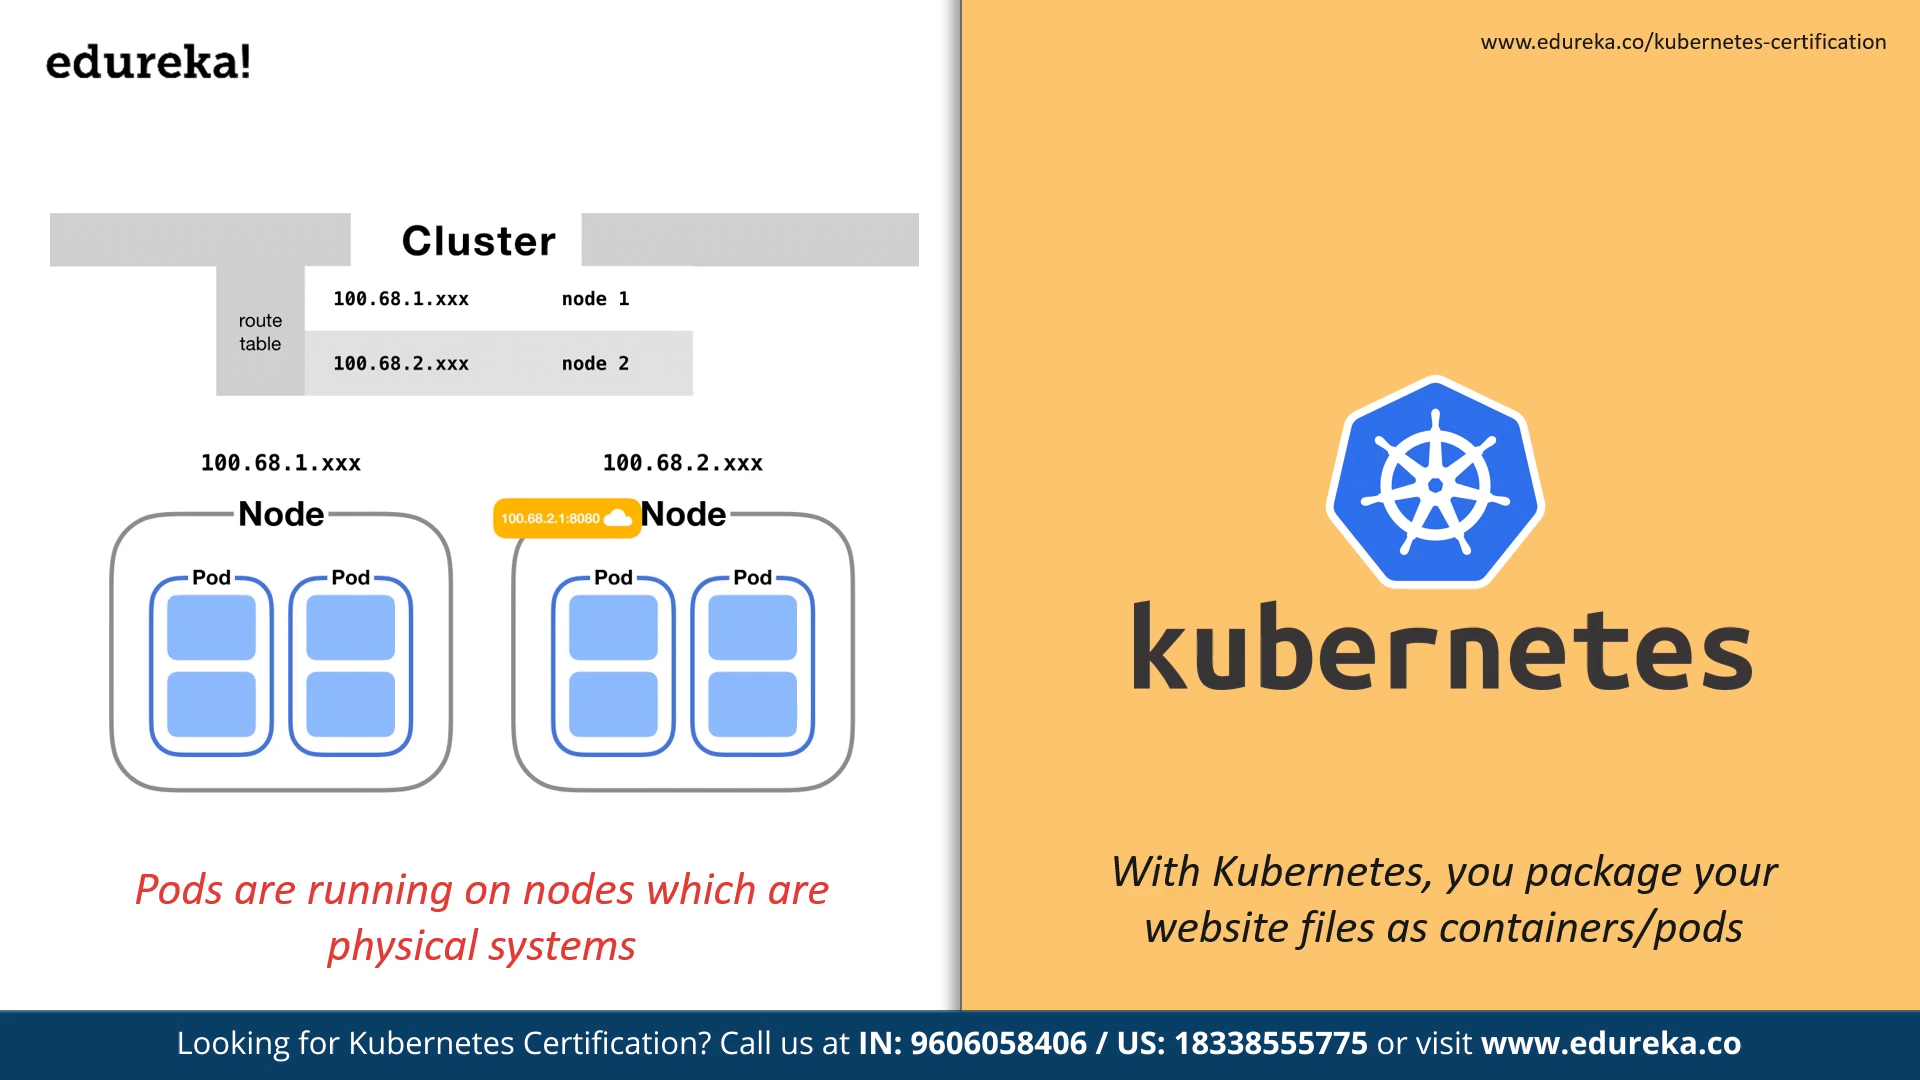 edureka!
www.edureka.co/kubernetes-certification
Cluster
route
table
100.68.1.xxx node 1
100.68.2.xxx node 2
100.68.1.xxx
100.68.2.xxx
Node
100.68.2.1:8080
Node
Pod
Pod
Pod
Pod
Pods are running on nodes which are
physical systems
kubernetes
With Kubernetes, you package your
website files as containers/pods
Looking for Kubernetes Certification? Call us at IN: 9606058406 / US: 18338555775 or visit www.edureka.co